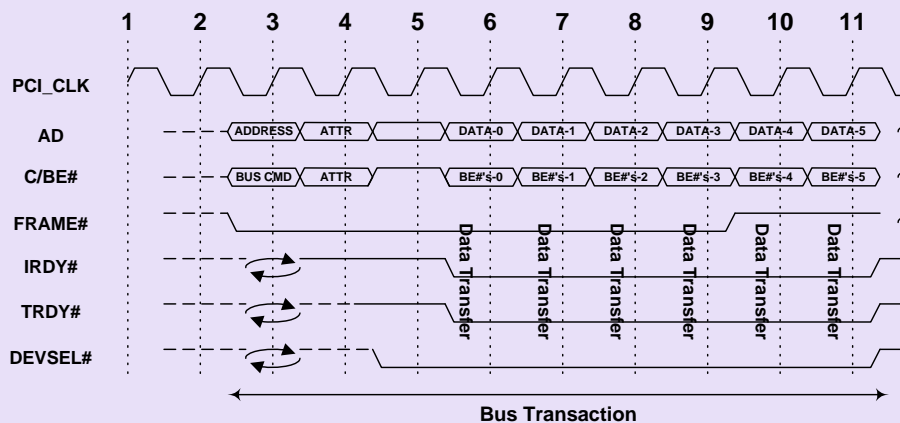 1 2 3 4 5 6 7 8 9 10 11
PCI_CLK
AD ADDRESS ATTR DATA-0 DATA-1 DATA-2 DATA-3 DATA-4 DATA-5
C/BE# BUS CMD ATTR BE#'s-0 BE#'s-1 BE#'s-2 BE#'s-3 BE#'s-4 BE#'s-5
FRAME#
IRDY#
TRDY#
DEVSEL#
Data Transfer
Data Transfer
Data Transfer
Data Transfer
Data Transfer
Data Transfer
Bus Transaction